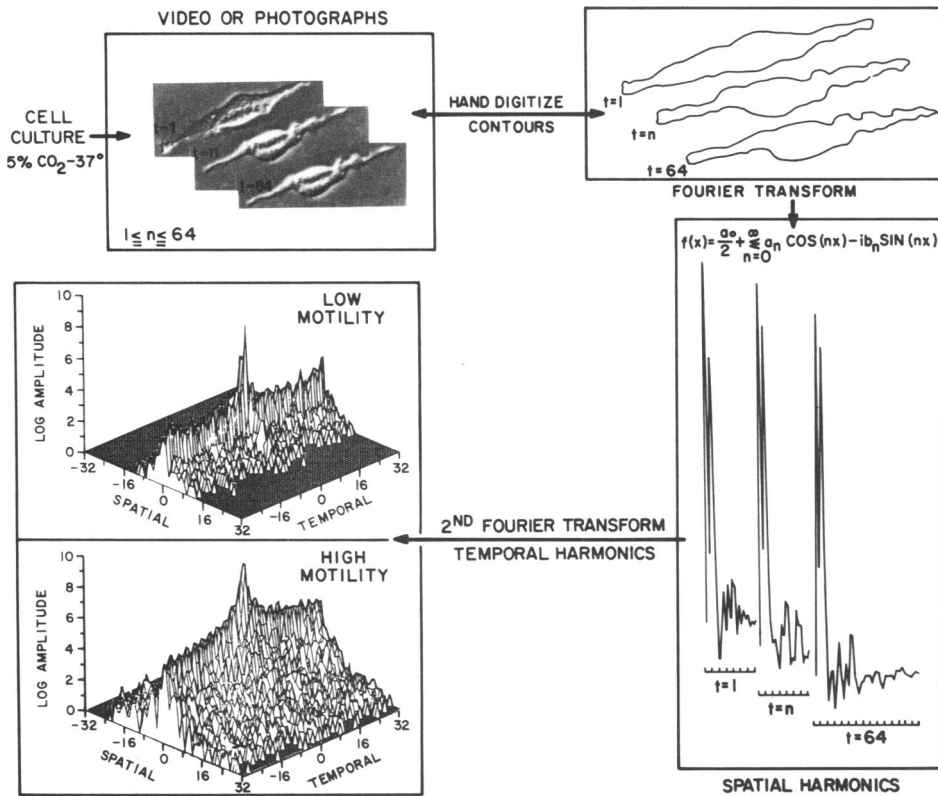 VIDEO OR PHOTOGRAPHS
CELL
CULTURE
5% CO₂-37°
t=n
t=64
1 ≦ n ≦ 64
HAND DIGITIZE
CONTOURS
t=1
t=n
t=64
FOURIER TRANSFORM
f(x)= a₀/2 + ∞ Σ n=0 aₙ COS (nx) – ibₙ SIN (nx)
t=1
t=n
t=64
SPATIAL HARMONICS
2ND FOURIER TRANSFORM
TEMPORAL HARMONICS
LOW
MOTILITY
LOG AMPLITUDE
10
8
6
4
2
0
-32
-16
0
16
32
SPATIAL
-16
0
16
32
TEMPORAL
HIGH
MOTILITY
LOG AMPLITUDE
10
8
6
4
2
0
-32
-16
0
16
32
SPATIAL
-16
0
16
32
TEMPORAL